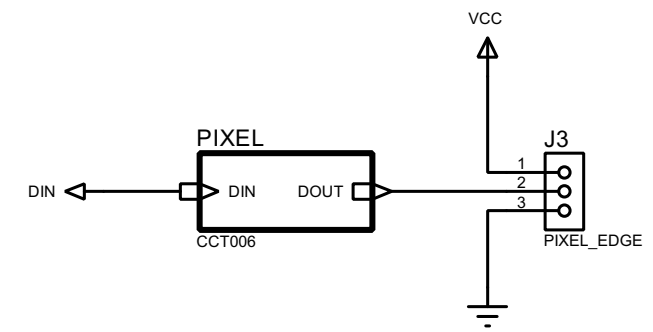 VCC
PIXEL
J3
1
DIN
DIN
DOUT
2
3
CCT006
PIXEL_EDGE